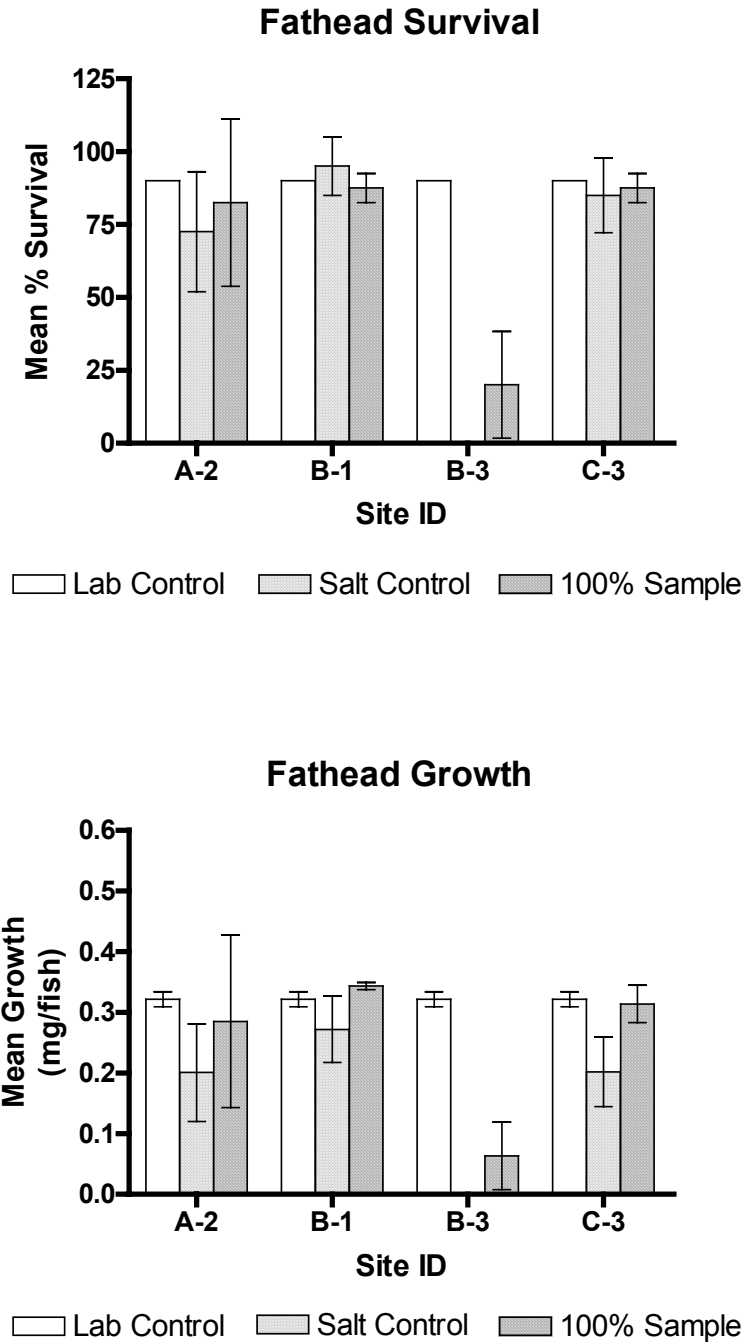 Fathead Survival
125
100
75
50
25
0
Mean % Survival
A-2 B-1 B-3 C-3
Site ID
Lab Control Salt Control 100% Sample
Fathead Growth
0.6
0.5
0.4
0.3
0.2
0.1
0.0
Mean Growth
(mg/fish)
A-2 B-1 B-3 C-3
Site ID
Lab Control Salt Control 100% Sample